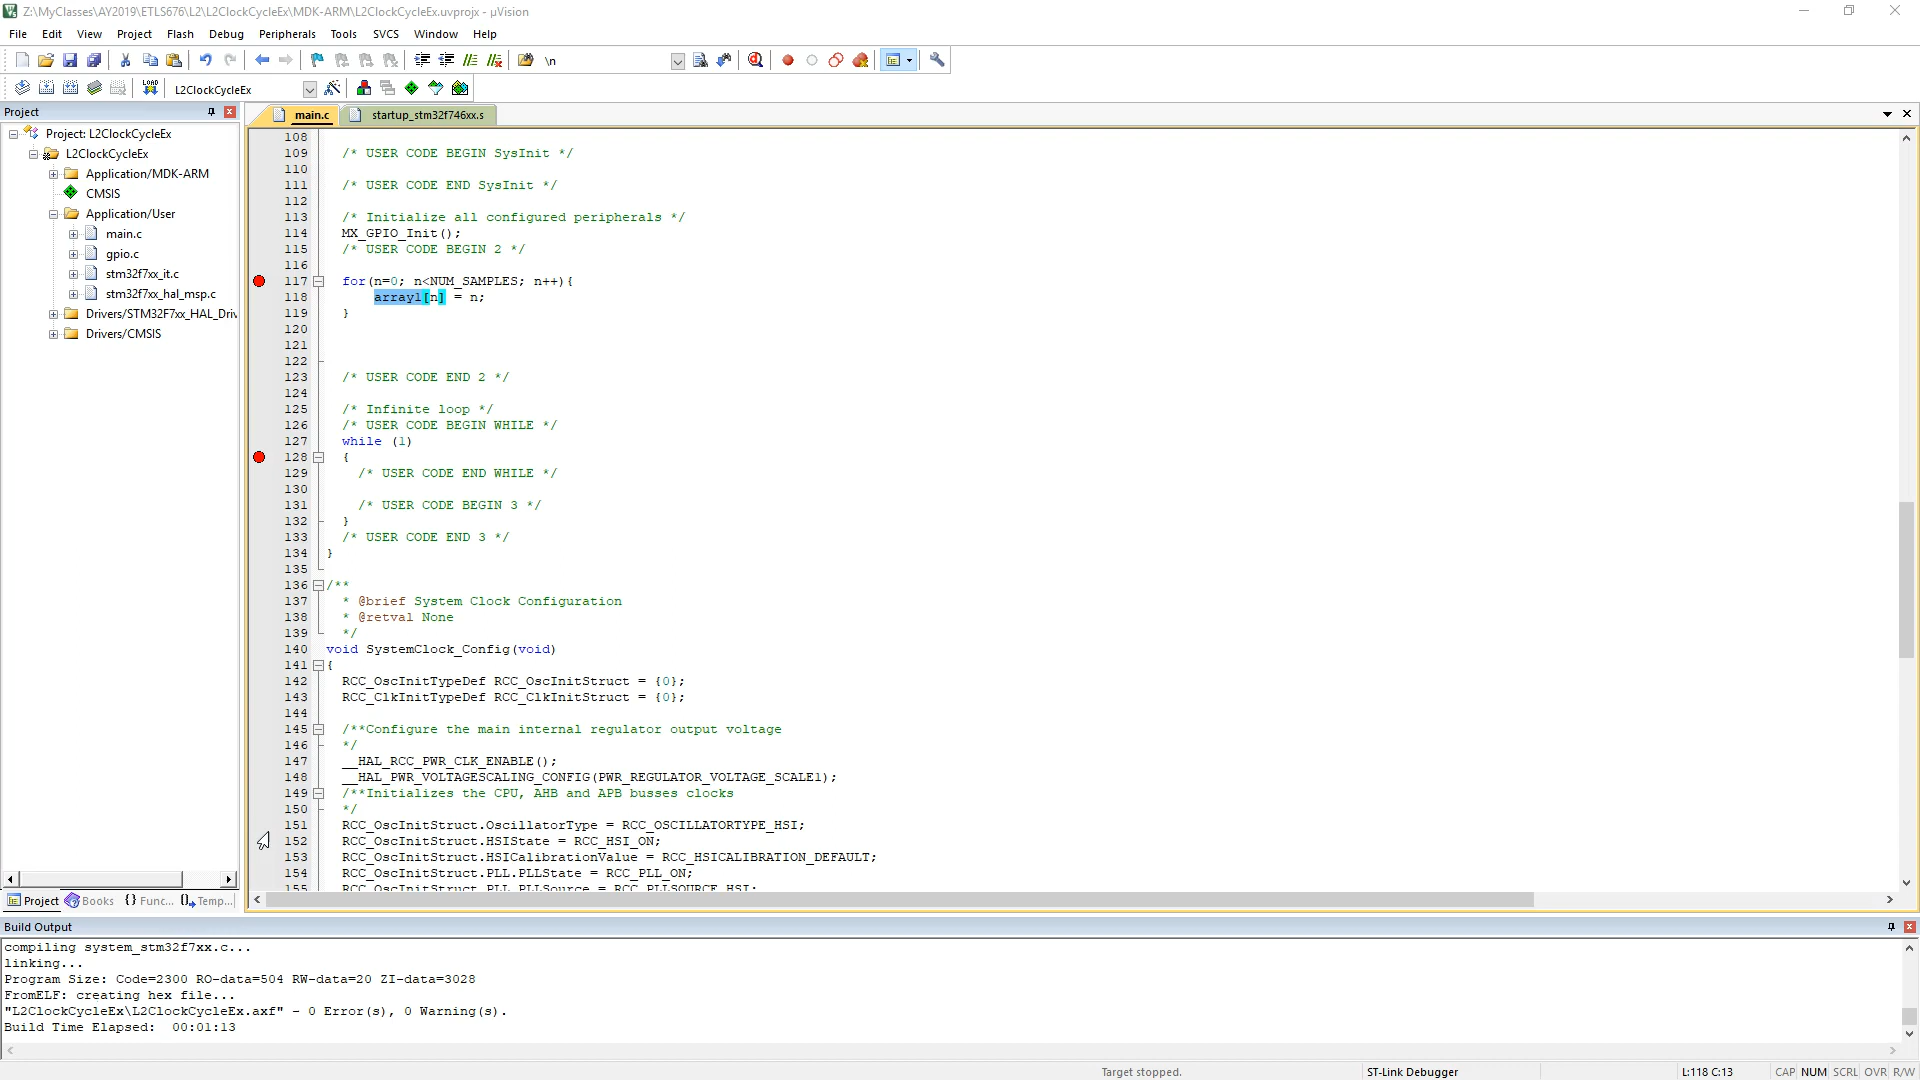 Z:\MyClasses\AY2019\ETLS676\L2\L2ClockCycleEx\MDK-ARM\L2ClockCycleEx.uvprojx - µVision
File Edit View Project Flash Debug Peripherals Tools SVCS Window Help
\n
LOAD L2ClockCycleEx
Project
Project: L2ClockCycleEx
L2ClockCycleEx
Application/MDK-ARM
CMSIS
Application/User
main.c
gpio.c
stm32f7xx_it.c
stm32f7xx_hal_msp.c
Drivers/STM32F7xx_HAL_Driv
Drivers/CMSIS
Project Books {} Func... Temp...
main.c startup_stm32f746xx.s
108
109 /* USER CODE BEGIN SysInit */
110
111 /* USER CODE END SysInit */
112
113 /* Initialize all configured peripherals */
114 MX_GPIO_Init();
115 /* USER CODE BEGIN 2 */
116
117 for(n=0; n<NUM_SAMPLES; n++){
118 array1[n] = n;
119 }
120
121
122
123 /* USER CODE END 2 */
124
125 /* Infinite loop */
126 /* USER CODE BEGIN WHILE */
127 while (1)
128 {
129 /* USER CODE END WHILE */
130
131 /* USER CODE BEGIN 3 */
132 }
133 /* USER CODE END 3 */
134 }
135
136 /**
137 * @brief System Clock Configuration
138 * @retval None
139 */
140 void SystemClock_Config(void)
141 {
142 RCC_OscInitTypeDef RCC_OscInitStruct = {0};
143 RCC_ClkInitTypeDef RCC_ClkInitStruct = {0};
144
145 /**Configure the main internal regulator output voltage
146 */
147 __HAL_RCC_PWR_CLK_ENABLE();
148 __HAL_PWR_VOLTAGESCALING_CONFIG(PWR_REGULATOR_VOLTAGE_SCALE1);
149 /**Initializes the CPU, AHB and APB busses clocks
150 */
151 RCC_OscInitStruct.OscillatorType = RCC_OSCILLATORTYPE_HSI;
152 RCC_OscInitStruct.HSIState = RCC_HSI_ON;
153 RCC_OscInitStruct.HSICalibrationValue = RCC_HSICALIBRATION_DEFAULT;
154 RCC_OscInitStruct.PLL.PLLState = RCC_PLL_ON;
155 RCC_OscInitStruct.PLL.PLLSource = RCC_PLLSOURCE_HSI;
Build Output
compiling system_stm32f7xx.c...
linking...
Program Size: Code=2300 RO-data=504 RW-data=20 ZI-data=3028
FromELF: creating hex file...
"L2ClockCycleEx\L2ClockCycleEx.axf" - 0 Error(s), 0 Warning(s).
Build Time Elapsed: 00:01:13
Target stopped. ST-Link Debugger L:118 C:13 CAP NUM SCRL OVR R/W